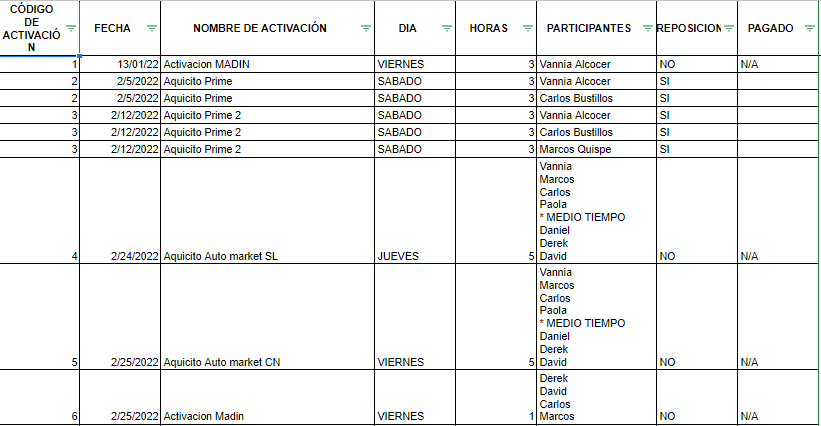 CÓDIGO
DE
ACTIVACIÓ
N
FECHA
NOMBRE DE ACTIVACIÓN
DIA
HORAS
PARTICIPANTES
REPOSICION
PAGADO
1 13/01/22 Activacion MADIN VIERNES 3 Vannia Alcocer NO N/A
2 2/5/2022 Aquicito Prime SABADO 3 Vannia Alcocer SI
2 2/5/2022 Aquicito Prime SABADO 3 Carlos Bustillos SI
3 2/12/2022 Aquicito Prime 2 SABADO 3 Vannia Alcocer SI
3 2/12/2022 Aquicito Prime 2 SABADO 3 Carlos Bustillos SI
3 2/12/2022 Aquicito Prime 2 SABADO 3 Marcos Quispe SI
Vannia
Marcos
Carlos
Paola
* MEDIO TIEMPO
Daniel
Derek
4 2/24/2022 Aquicito Auto market SL JUEVES 5 David NO N/A
Vannia
Marcos
Carlos
Paola
* MEDIO TIEMPO
Daniel
Derek
5 2/25/2022 Aquicito Auto market CN VIERNES 5 David NO N/A
Derek
David
Carlos
6 2/25/2022 Activacion Madin VIERNES 1 Marcos NO N/A